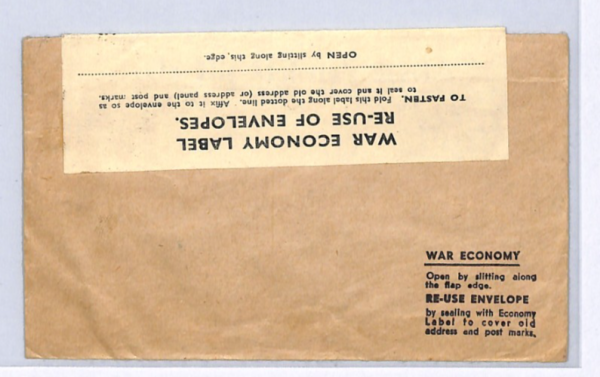 WAR ECONOMY LABEL
RE-USE OF ENVELOPES.
TO FASTEN. Fold this label along the dotted line. Affix it to the envelope so as
to seal it and cover the old address (or address panel) and post marks.
OPEN by slitting along this edge.
WAR ECONOMY
Open by slitting along
the flap edge.
RE-USE ENVELOPE
by sealing with Economy
Label to cover old
address and post marks.